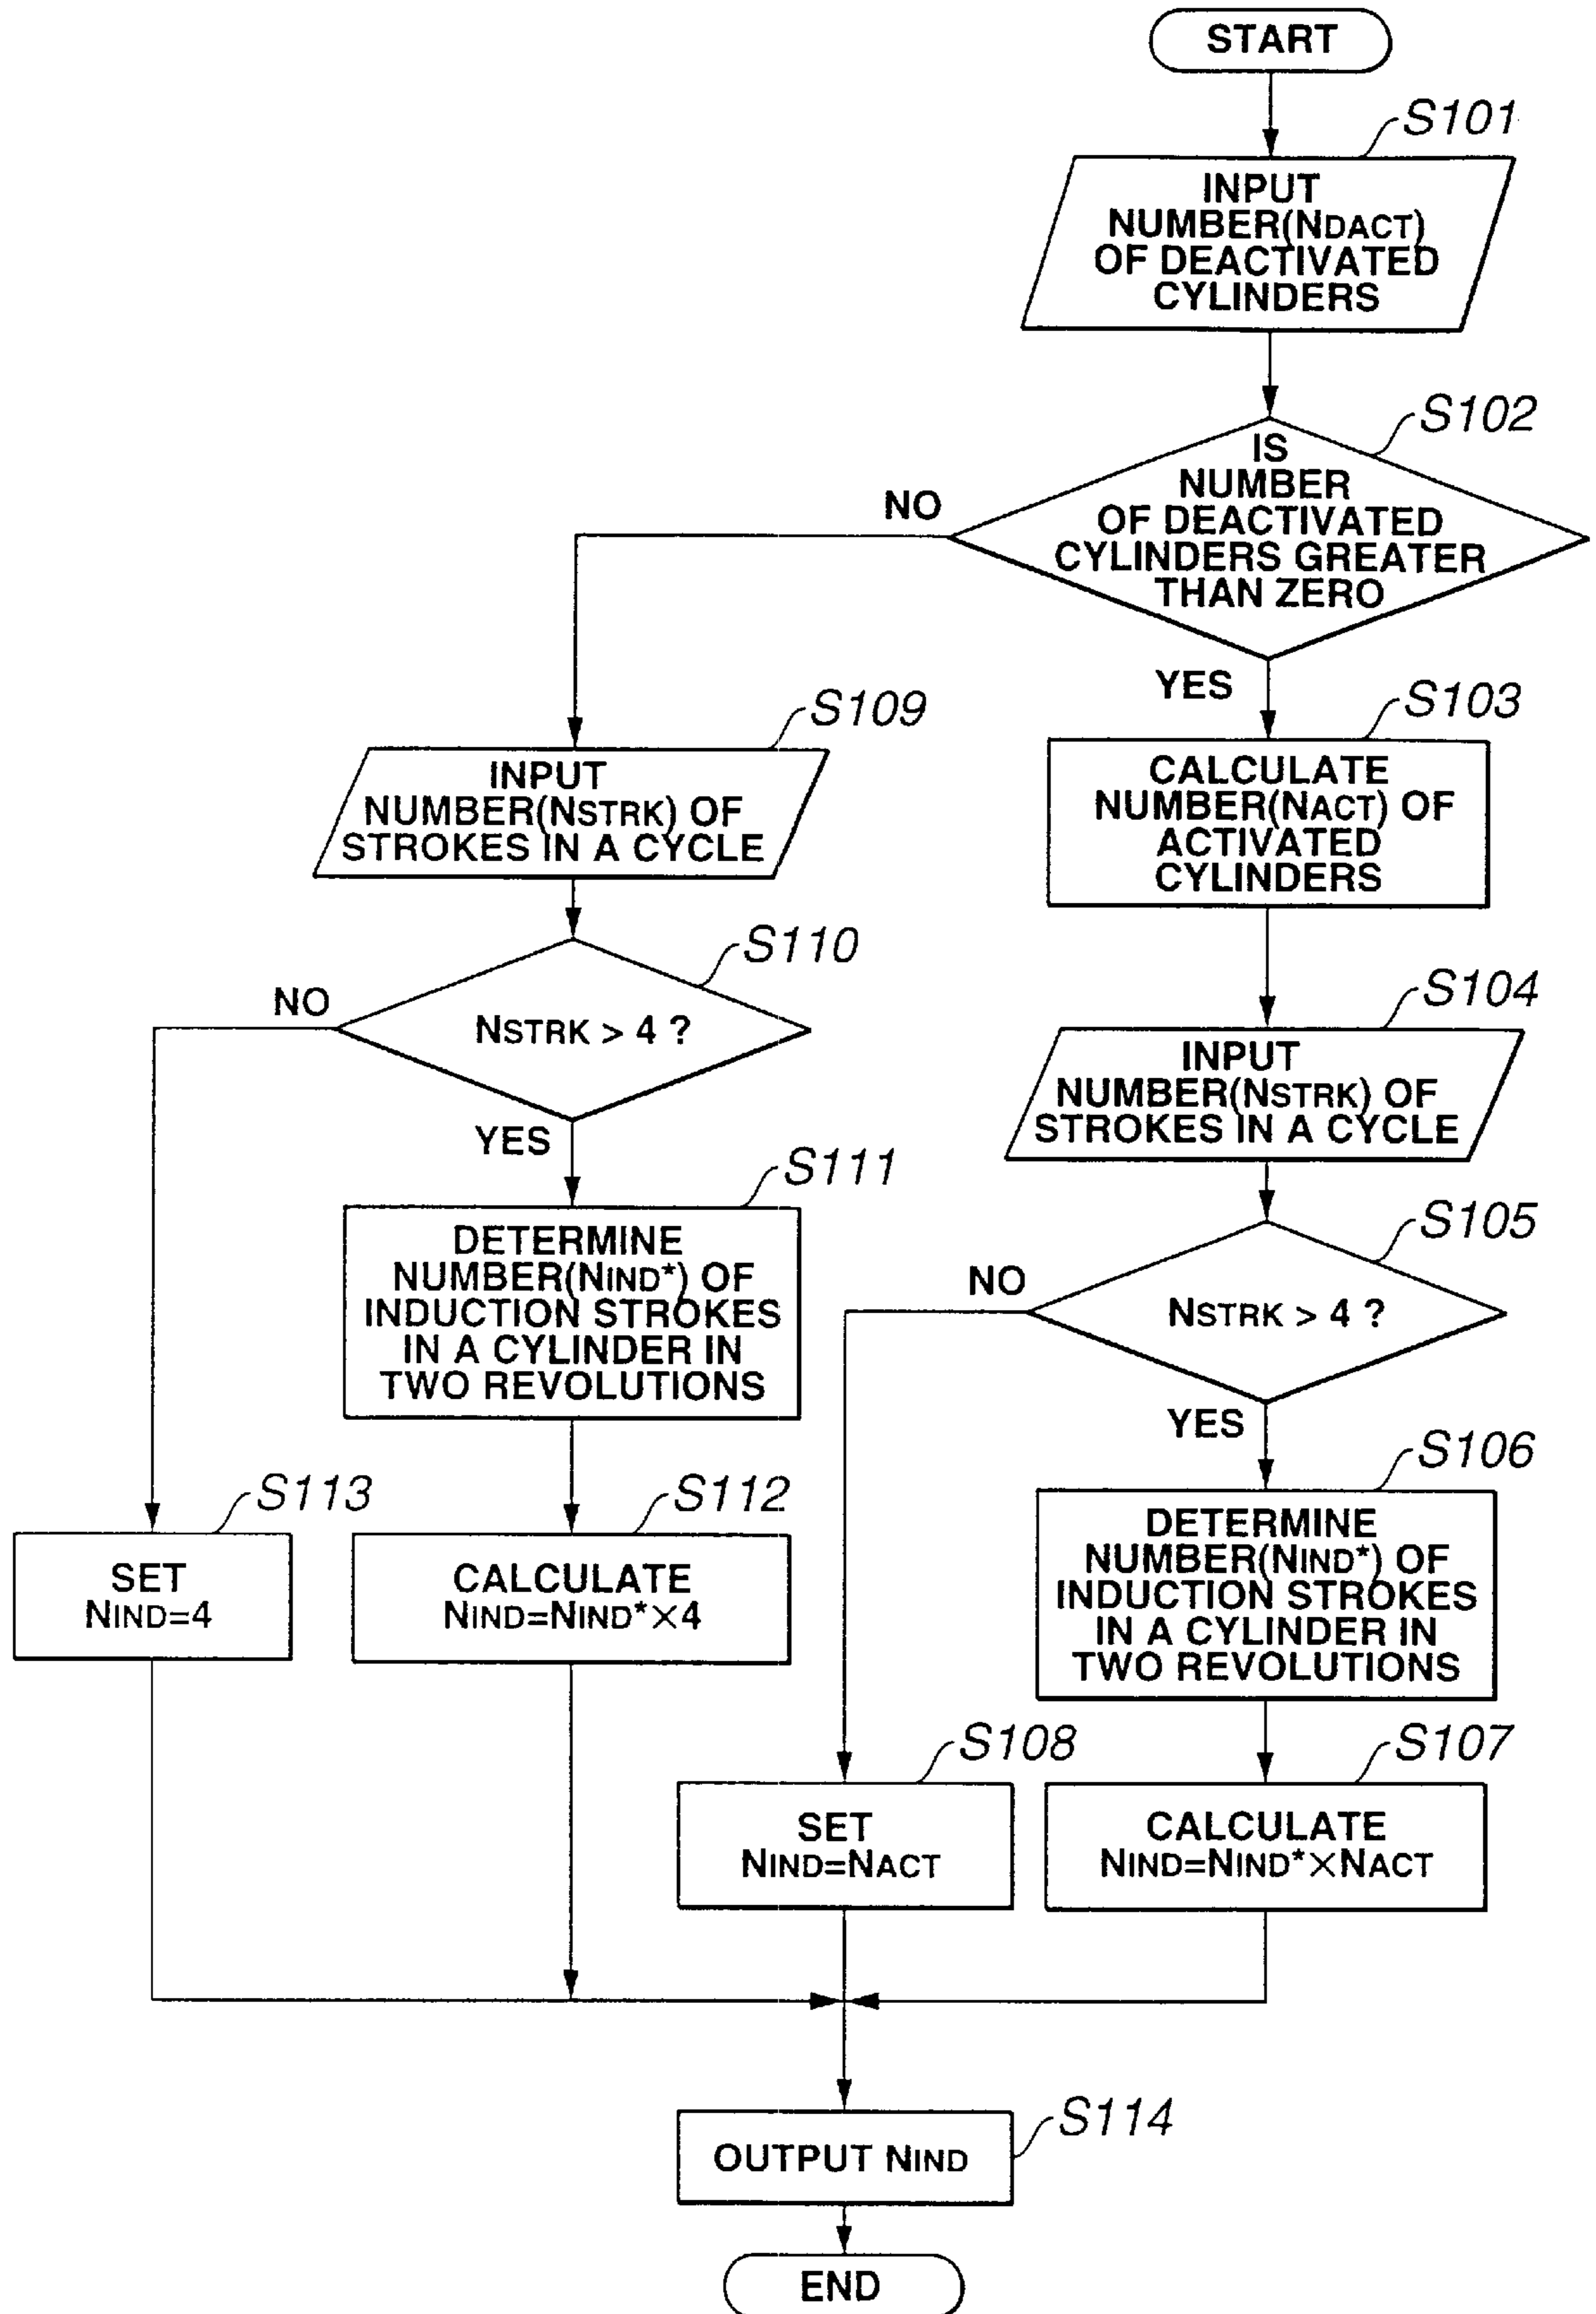 START
S101
INPUT
NUMBER(NDACT)
OF DEACTIVATED
CYLINDERS
S102
IS
NUMBER
OF DEACTIVATED
CYLINDERS GREATER
THAN ZERO
NO
YES
S103
CALCULATE
NUMBER(NACT) OF
ACTIVATED
CYLINDERS
S104
INPUT
NUMBER(NSTRK) OF
STROKES IN A CYCLE
S105
NSTRK > 4 ?
NO
YES
S106
DETERMINE
NUMBER(NIND*) OF
INDUCTION STROKES
IN A CYLINDER IN
TWO REVOLUTIONS
S107
CALCULATE
NIND=NIND*×NACT
S108
SET
NIND=NACT
S109
INPUT
NUMBER(NSTRK) OF
STROKES IN A CYCLE
S110
NSTRK > 4 ?
NO
YES
S111
DETERMINE
NUMBER(NIND*) OF
INDUCTION STROKES
IN A CYLINDER IN
TWO REVOLUTIONS
S112
CALCULATE
NIND=NIND*×4
S113
SET
NIND=4
S114
OUTPUT NIND
END